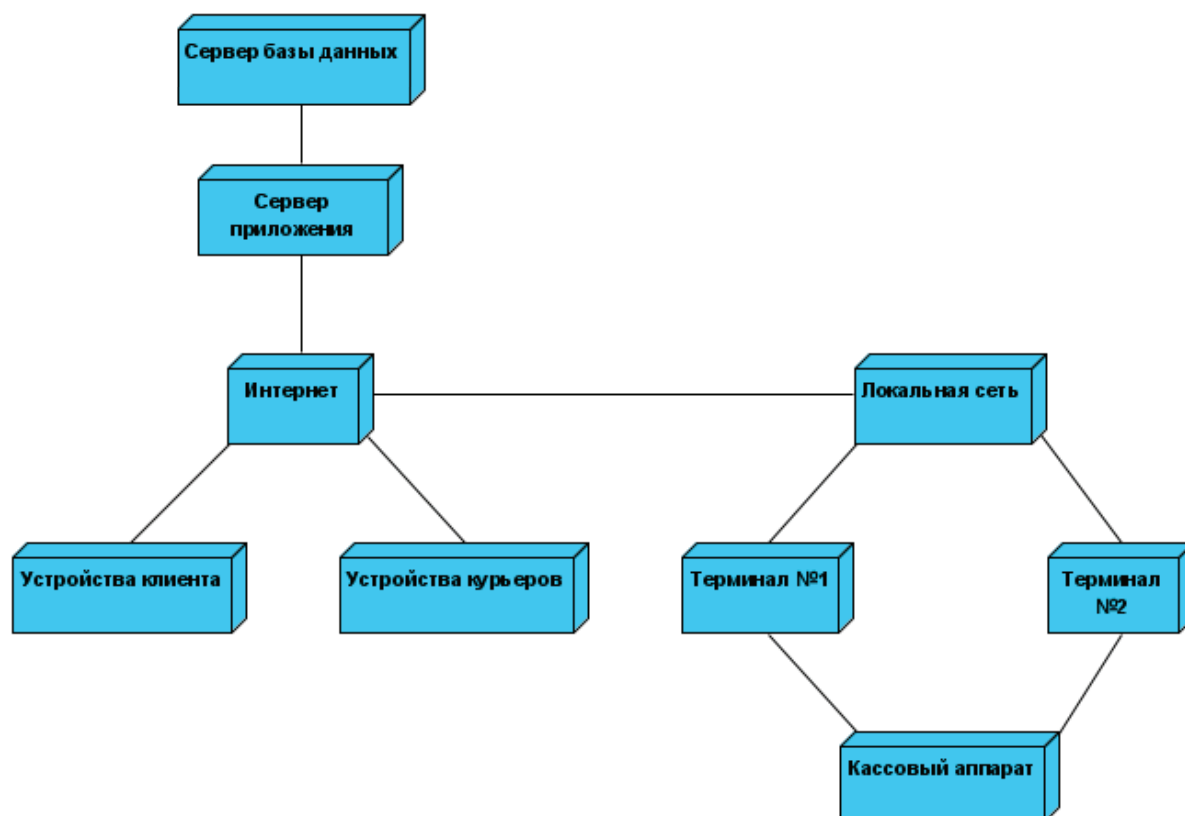 Сервер базы данных
Сервер
приложения
Интернет
Локальная сеть
Устройства клиента
Устройства курьеров
Терминал №1
Терминал
№2
Кассовый аппарат